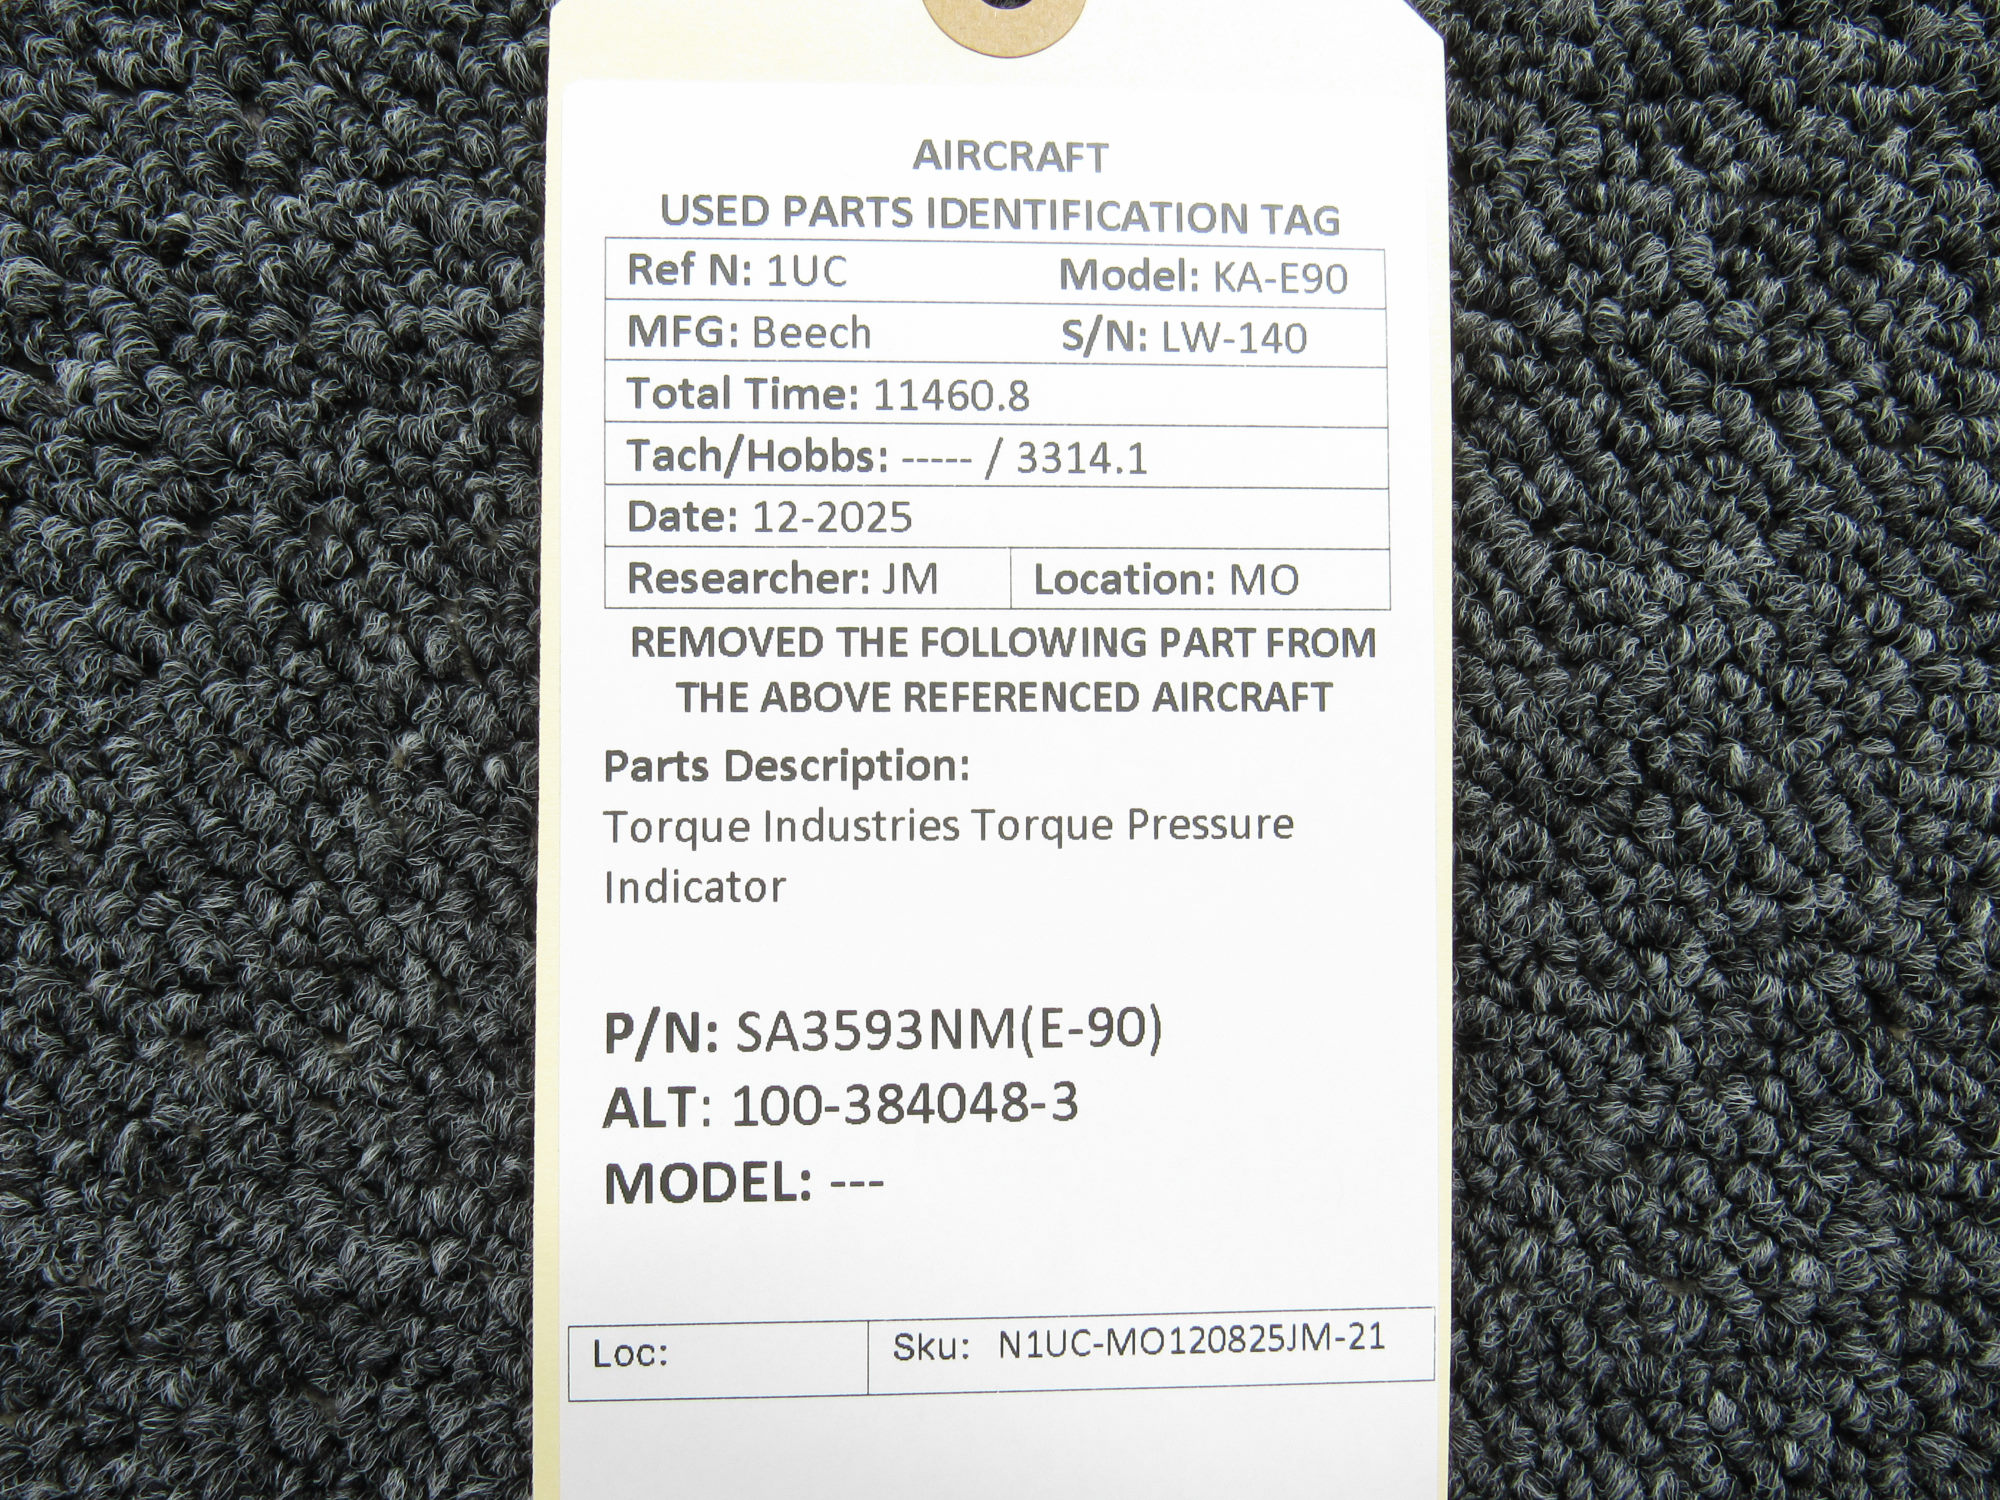 AIRCRAFT
USED PARTS IDENTIFICATION TAG
Ref N: 1UC Model: KA-E90
MFG: Beech S/N: LW-140
Total Time: 11460.8
Tach/Hobbs: ----- / 3314.1
Date: 12-2025
Researcher: JM Location: MO
REMOVED THE FOLLOWING PART FROM
THE ABOVE REFERENCED AIRCRAFT
Parts Description:
Torque Industries Torque Pressure
Indicator
P/N: SA3593NM(E-90)
ALT: 100-384048-3
MODEL: ---
Loc: Sku: N1UC-MO120825JM-21